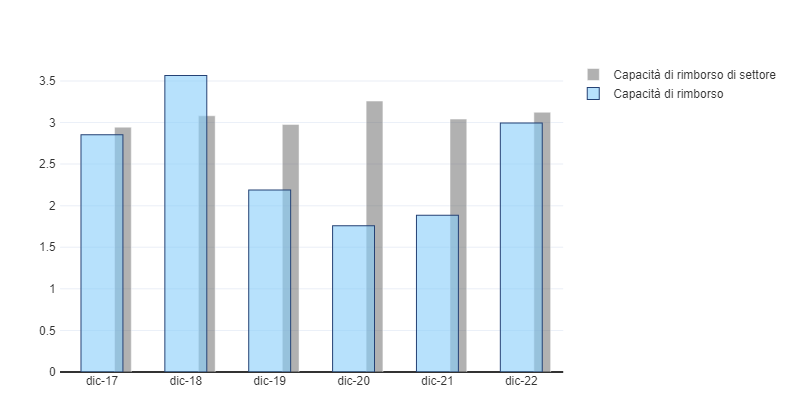 3.5
3
2.5
2
1.5
1
0.5
0
dic-17
dic-18
dic-19
dic-20
dic-21
dic-22
Capacità di rimborso di settore
Capacità di rimborso